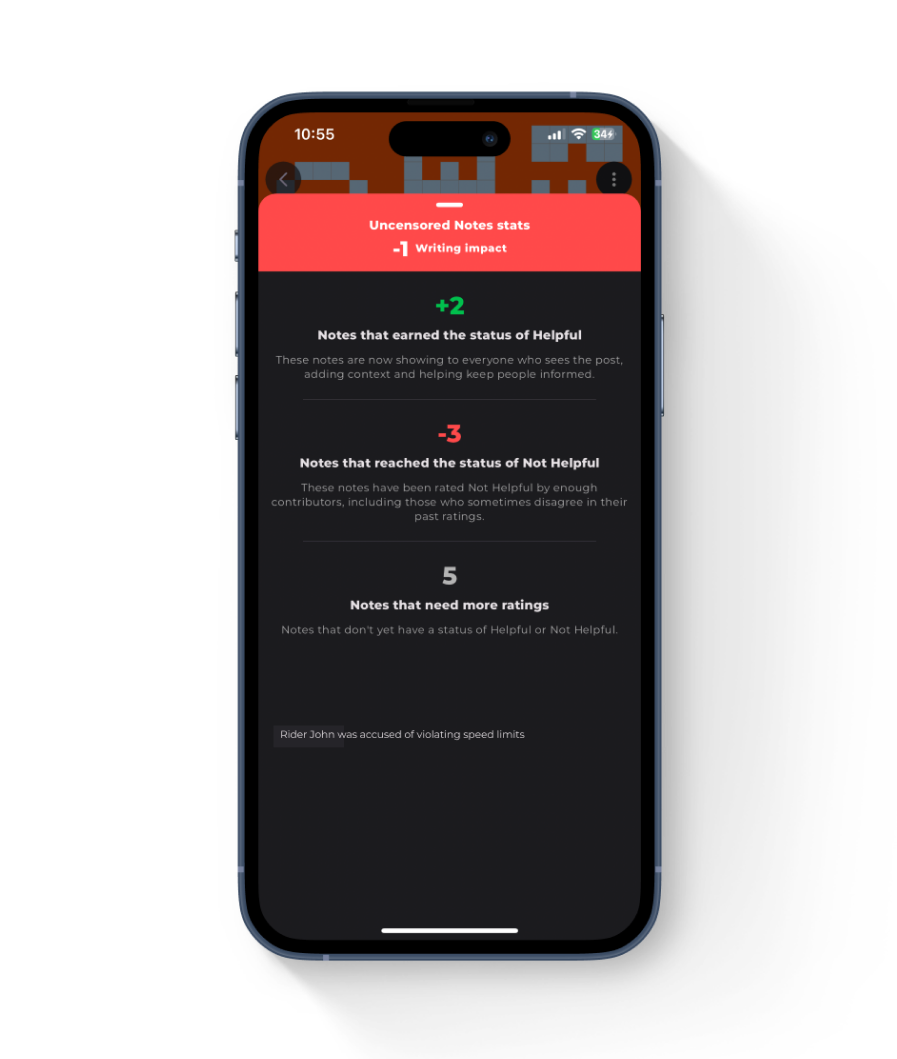 10:55
34
Uncensored Notes stats
-1 Writing impact
+2
Notes that earned the status of Helpful
These notes are now showing to everyone who sees the post,
adding context and helping keep people informed.
-3
Notes that reached the status of Not Helpful
These notes have been rated Not Helpful by enough
contributors, including those who sometimes disagree in their
past ratings.
5
Notes that need more ratings
Notes that don't yet have a status of Helpful or Not Helpful.
Rider John was accused of violating speed limits